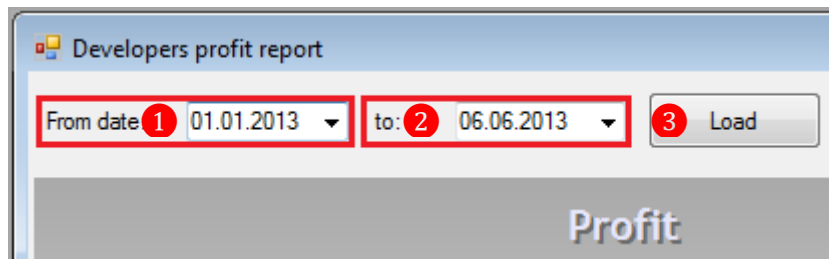 Developers profit report
From date 1 01.01.2013 to: 2 06.06.2013 3 Load
Profit